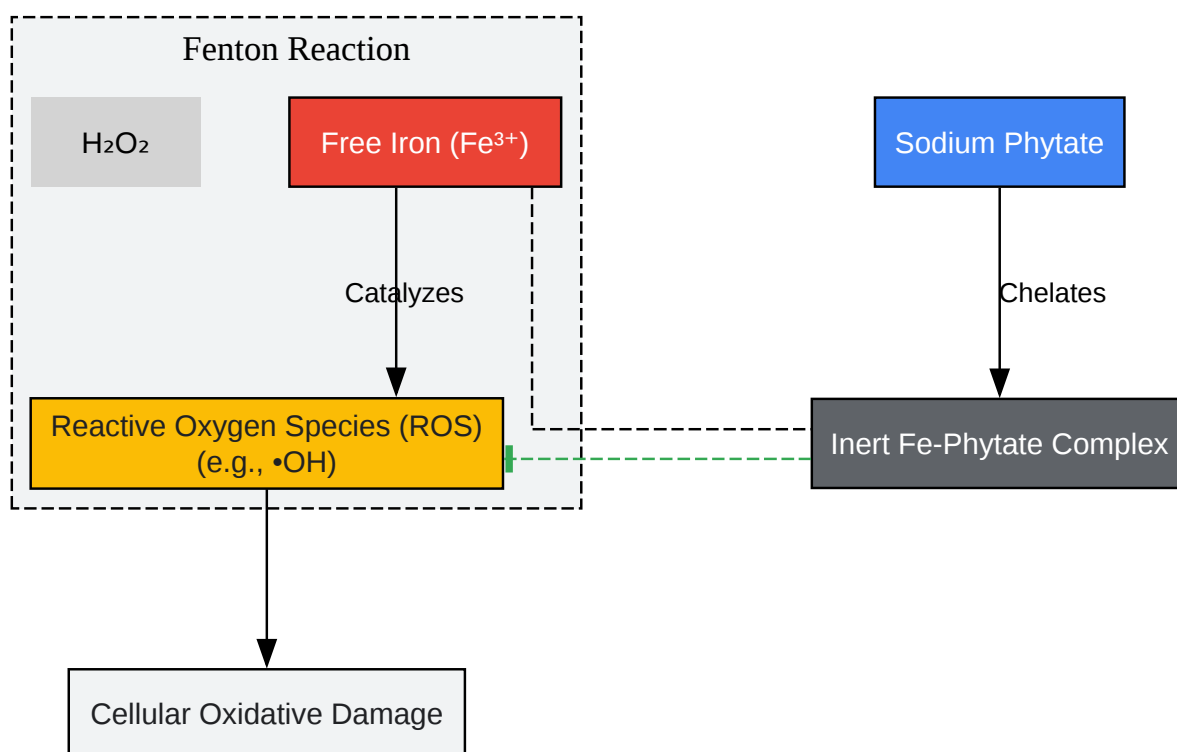 Fenton Reaction
H₂O₂
Free Iron (Fe³⁺)
Sodium Phytate
Catalyzes
Chelates
Reactive Oxygen Species (ROS)
(e.g., •OH)
Inert Fe-Phytate Complex
Cellular Oxidative Damage